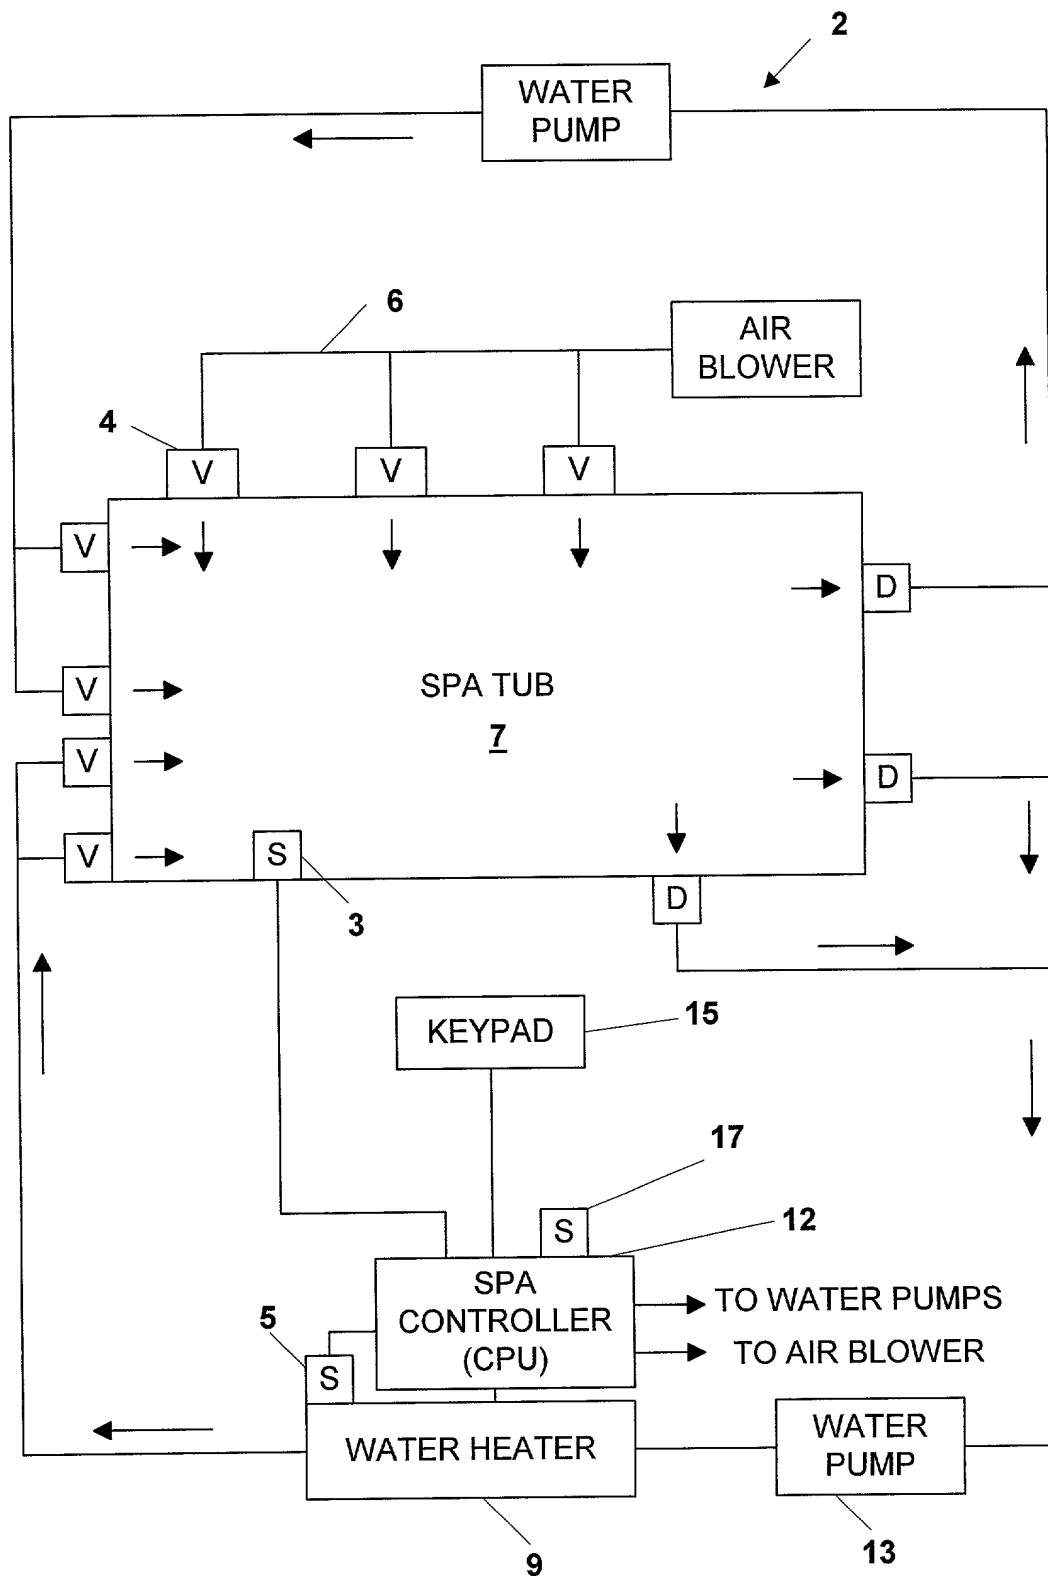 2
WATER
PUMP
6
AIR
BLOWER
4
V
V
V
V
D
V
SPA TUB
7
V
D
V
S
D
3
KEYPAD
15
17
S
12
SPA
CONTROLLER
(CPU)
TO WATER PUMPS
TO AIR BLOWER
5
S
WATER HEATER
WATER
PUMP
9
13